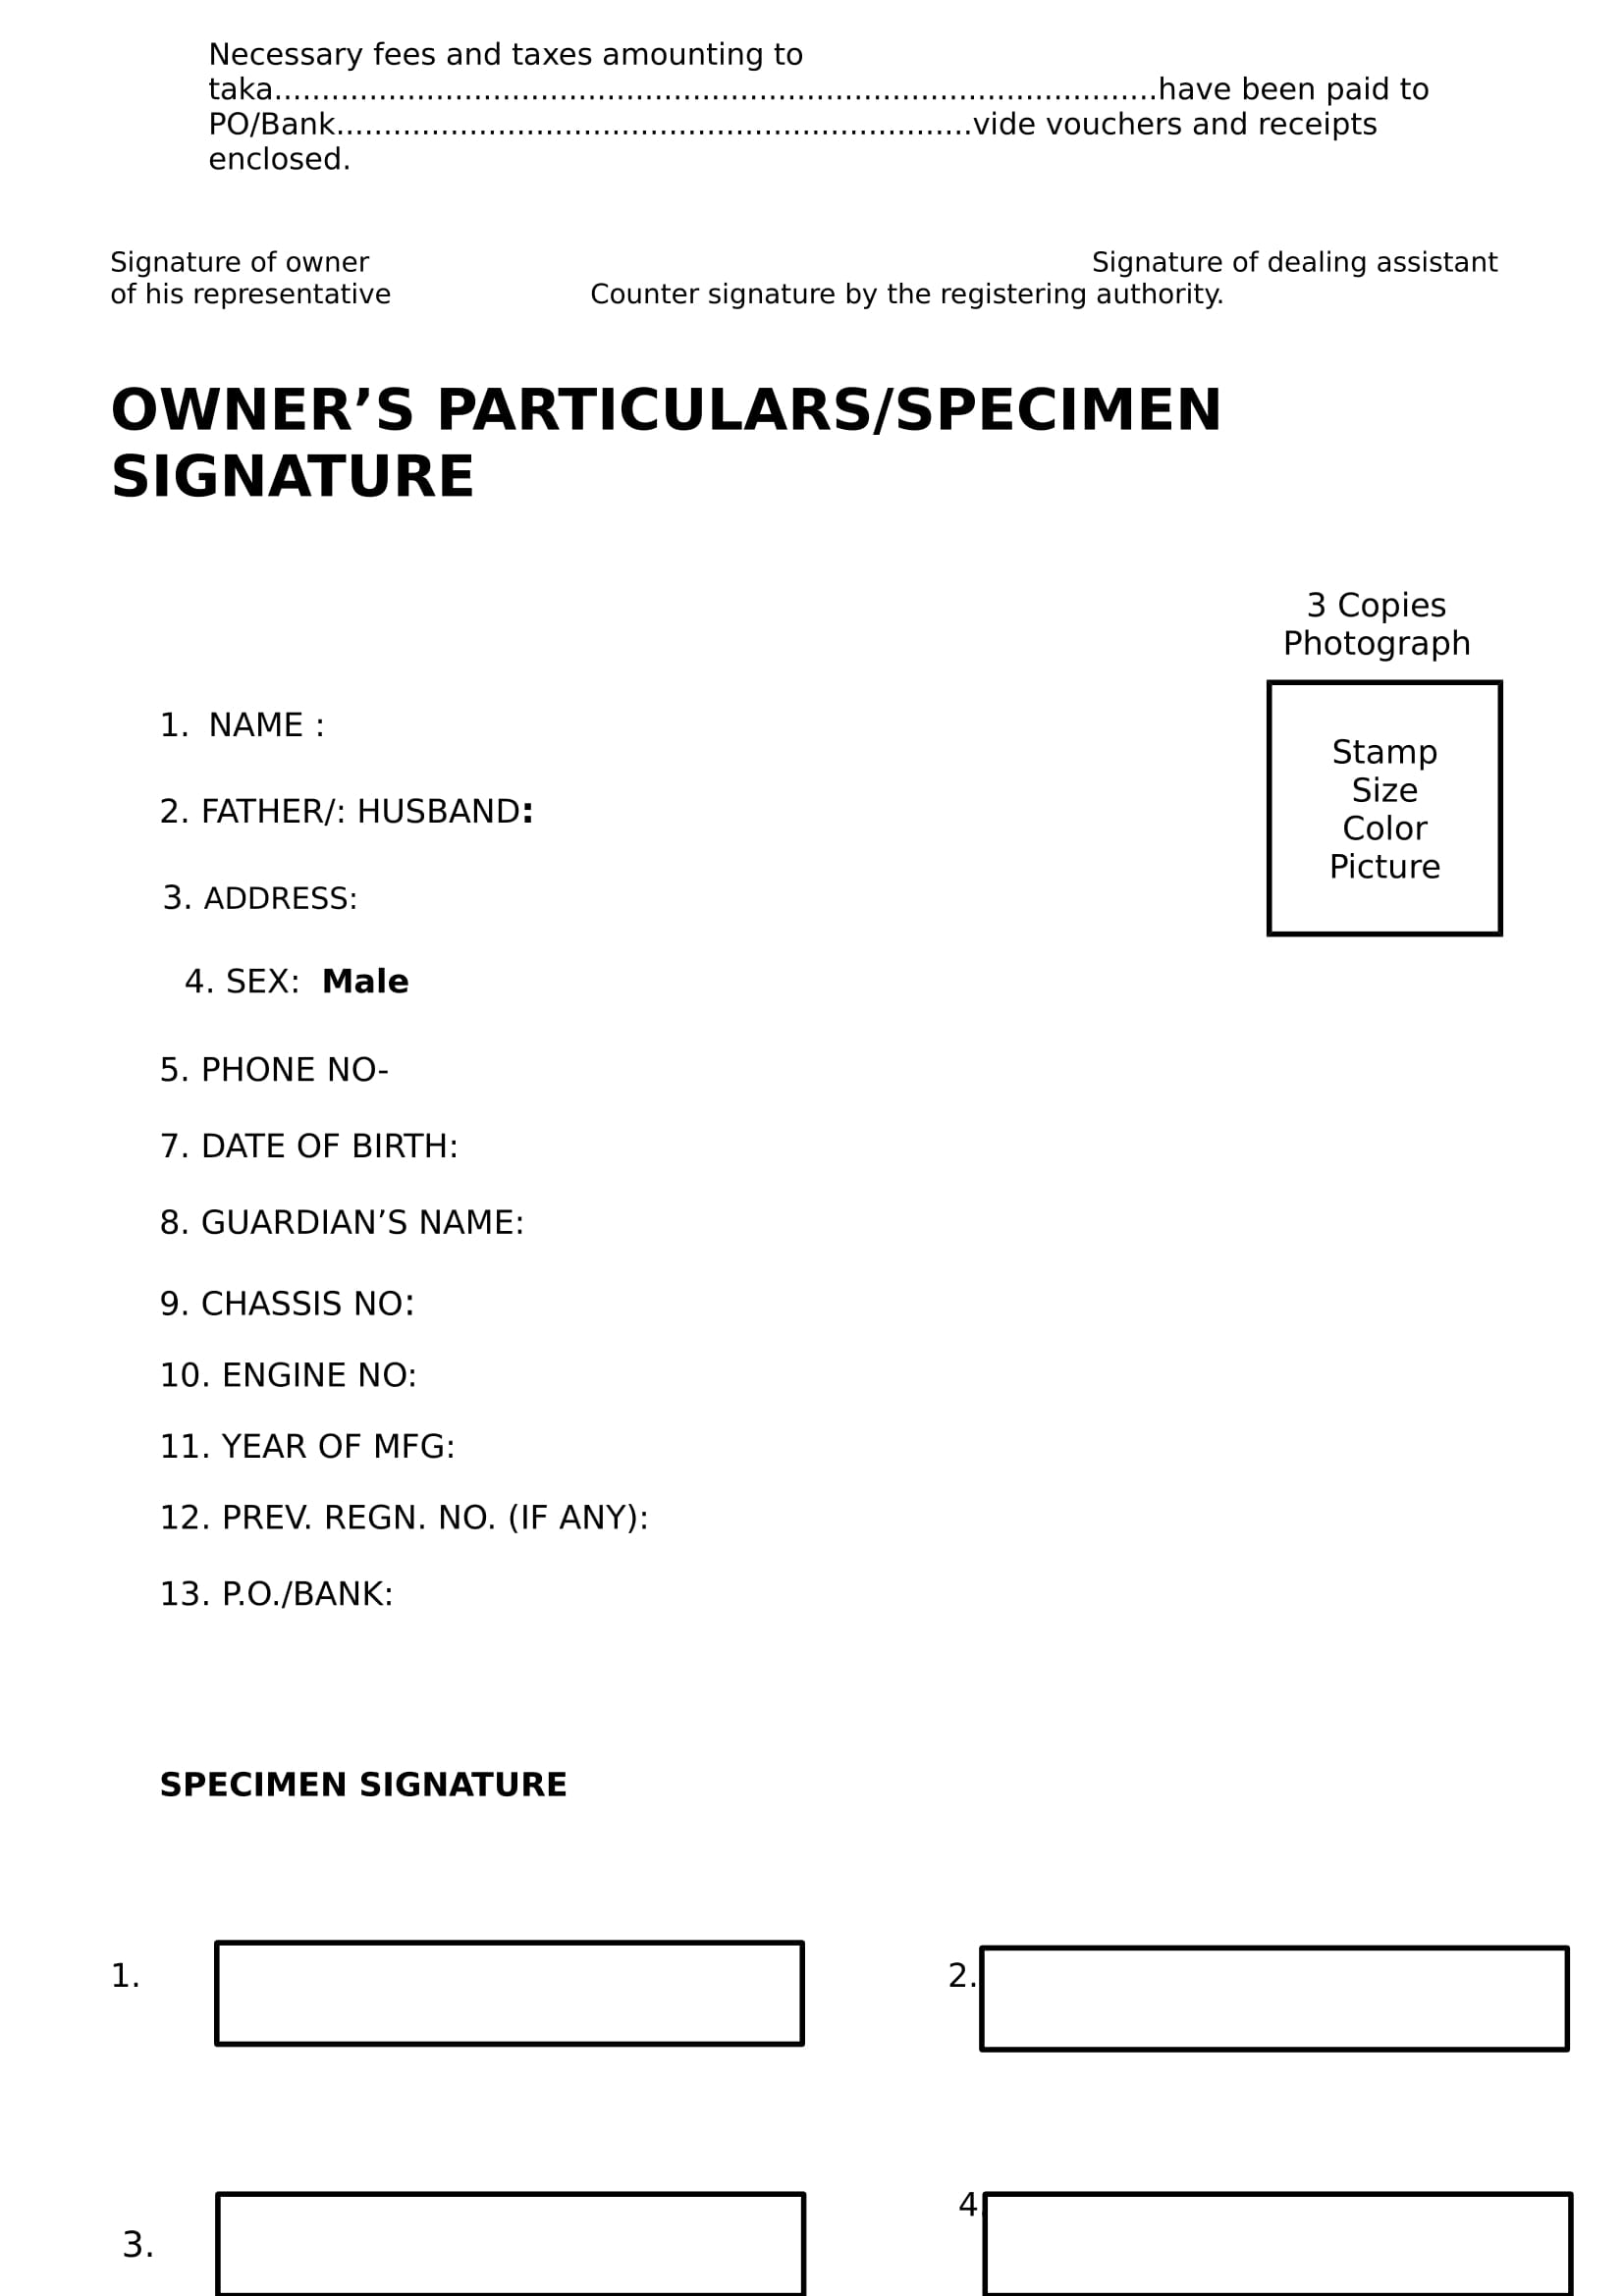 Necessary fees and taxes amounting to
taka.............................................................................................have been paid to
PO/Bank...................................................................vide vouchers and receipts
enclosed.
Signature of owner Signature of dealing assistant
of his representative Counter signature by the registering authority.
OWNER’S PARTICULARS/SPECIMEN
SIGNATURE
3 Copies
Photograph
1. NAME :
Stamp
Size
Color
Picture
2. FATHER/: HUSBAND:
3. ADDRESS:
4. SEX: Male
5. PHONE NO-
7. DATE OF BIRTH:
8. GUARDIAN’S NAME:
9. CHASSIS NO:
10. ENGINE NO:
11. YEAR OF MFG:
12. PREV. REGN. NO. (IF ANY):
13. P.O./BANK:
SPECIMEN SIGNATURE
1. 2.
3. 4.